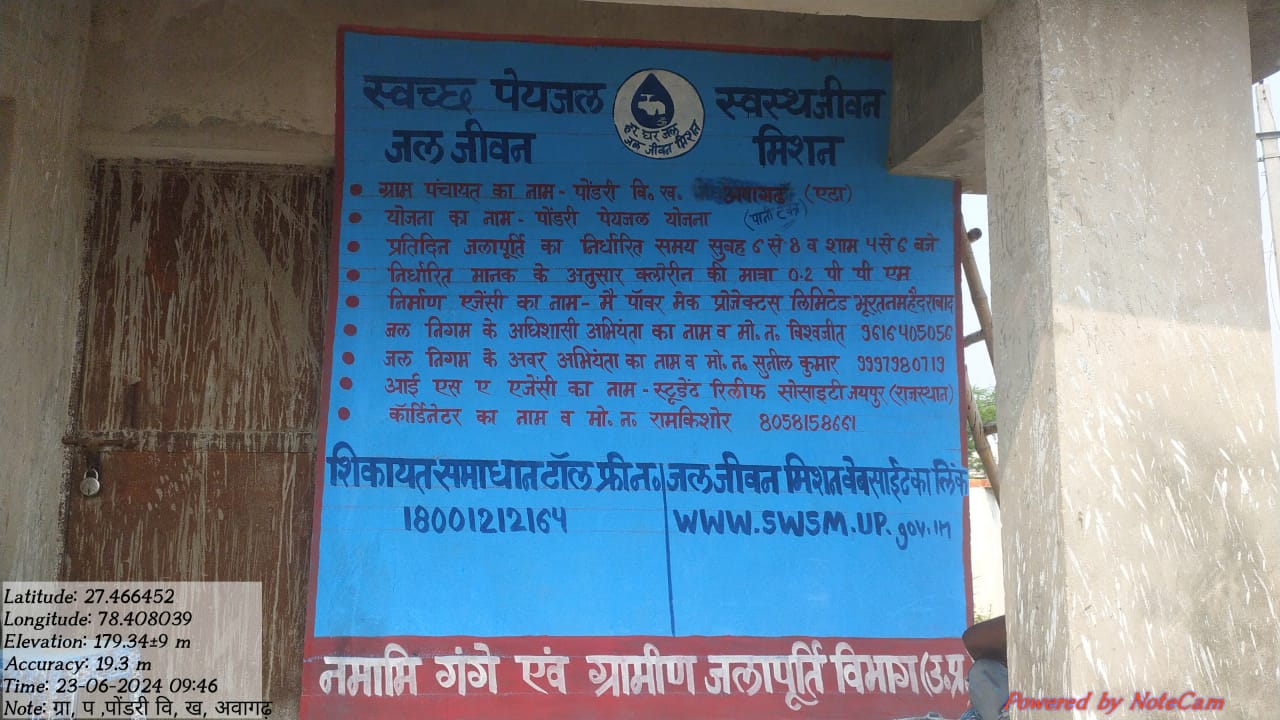 स्वच्छ पेयजल स्वस्थजीवन
जल जीवन मिशन
हर घर जल
जल जीवन मिशन
• ग्राम पंचायत का नाम - पोंडरी वि. ख. अवागढ़ (एटा)
• योजना का नाम - पोंडरी पेयजल योजना
• प्रतिदिन जलापूर्ति का निर्धारित समय सुबह 6 से 8 व शाम 4 से 6 बजे
• निर्धारित मानक के अनुसार क्लोरीन की मात्रा 0.2 पी पी एम
• निर्माण एजेंसी का नाम - मै पॉवर मेक प्रोजेक्टस लिमिटेड
• जल निगम के अधिशासी अभियंता का नाम व मो. न. विश्वजीत 9616405056
• जल निगम के अवर अभियंता का नाम व मो. न. सुनील कुमार 9997980719
• आई एस ए एजेंसी का नाम - स्टूडेंट रिलीफ सोसाइटी जयपुर (राजस्थान)
• कॉर्डिनेटर का नाम व मो. न. रामकिशोर 8058158661
शिकायत समाधान टॉल फ्री न.
18001212164
जल जीवन मिशन वेबसाईट का लिंक
WWW.SWSM.UP.gov.in
नमामि गंगे एवं ग्रामीण जलापूर्ति विभाग (उ.प्र.
Latitude: 27.466452
Longitude: 78.408039
Elevation: 179.34±9 m
Accuracy: 19.3 m
Time: 23-06-2024 09:46
Note: ग्रा, प ,पोंडरी वि, ख, अवागढ़
Powered by NoteCam